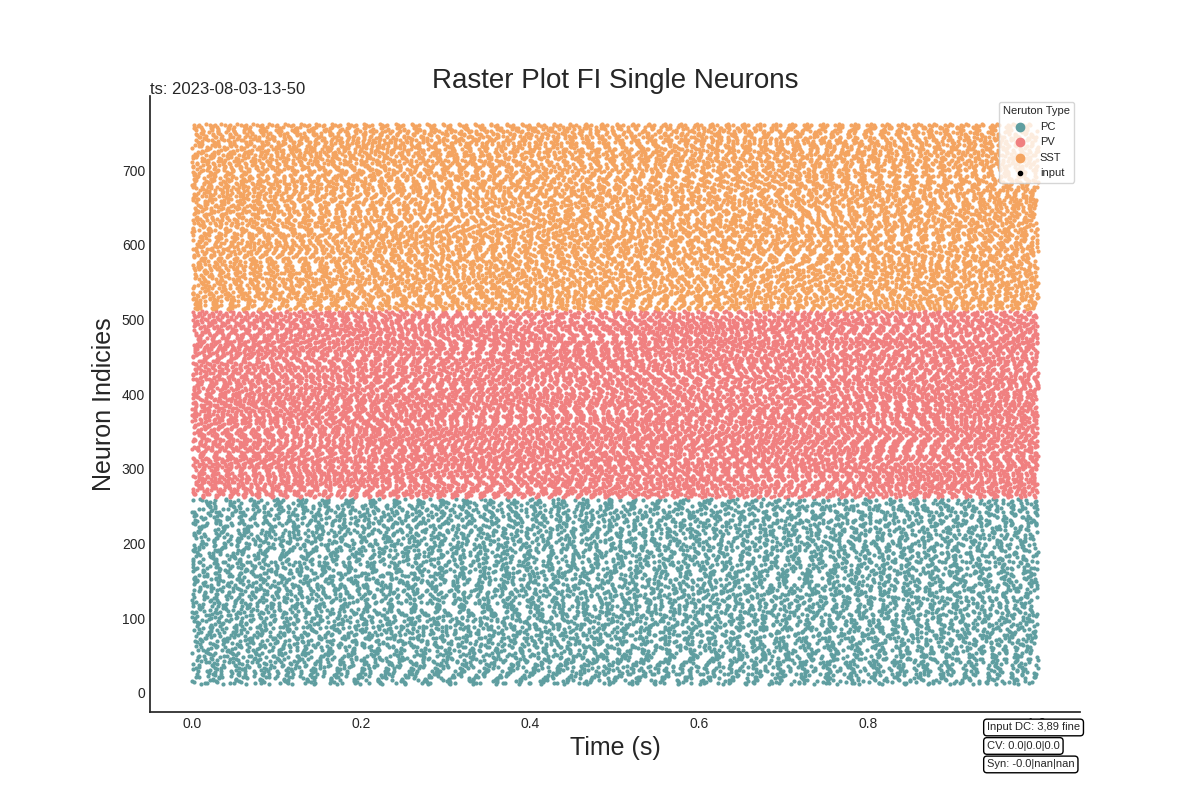 Raster Plot FI Single Neurons
ts: 2023-08-03-13-50
Neruton Type
PC
PV
SST
input
Neuron Indicies
700
600
500
400
300
200
100
0
0.0 0.2 0.4 0.6 0.8
Time (s)
Input DC: 3,89 fine
CV: 0.0|0.0|0.0
Syn: -0.0|nan|nan